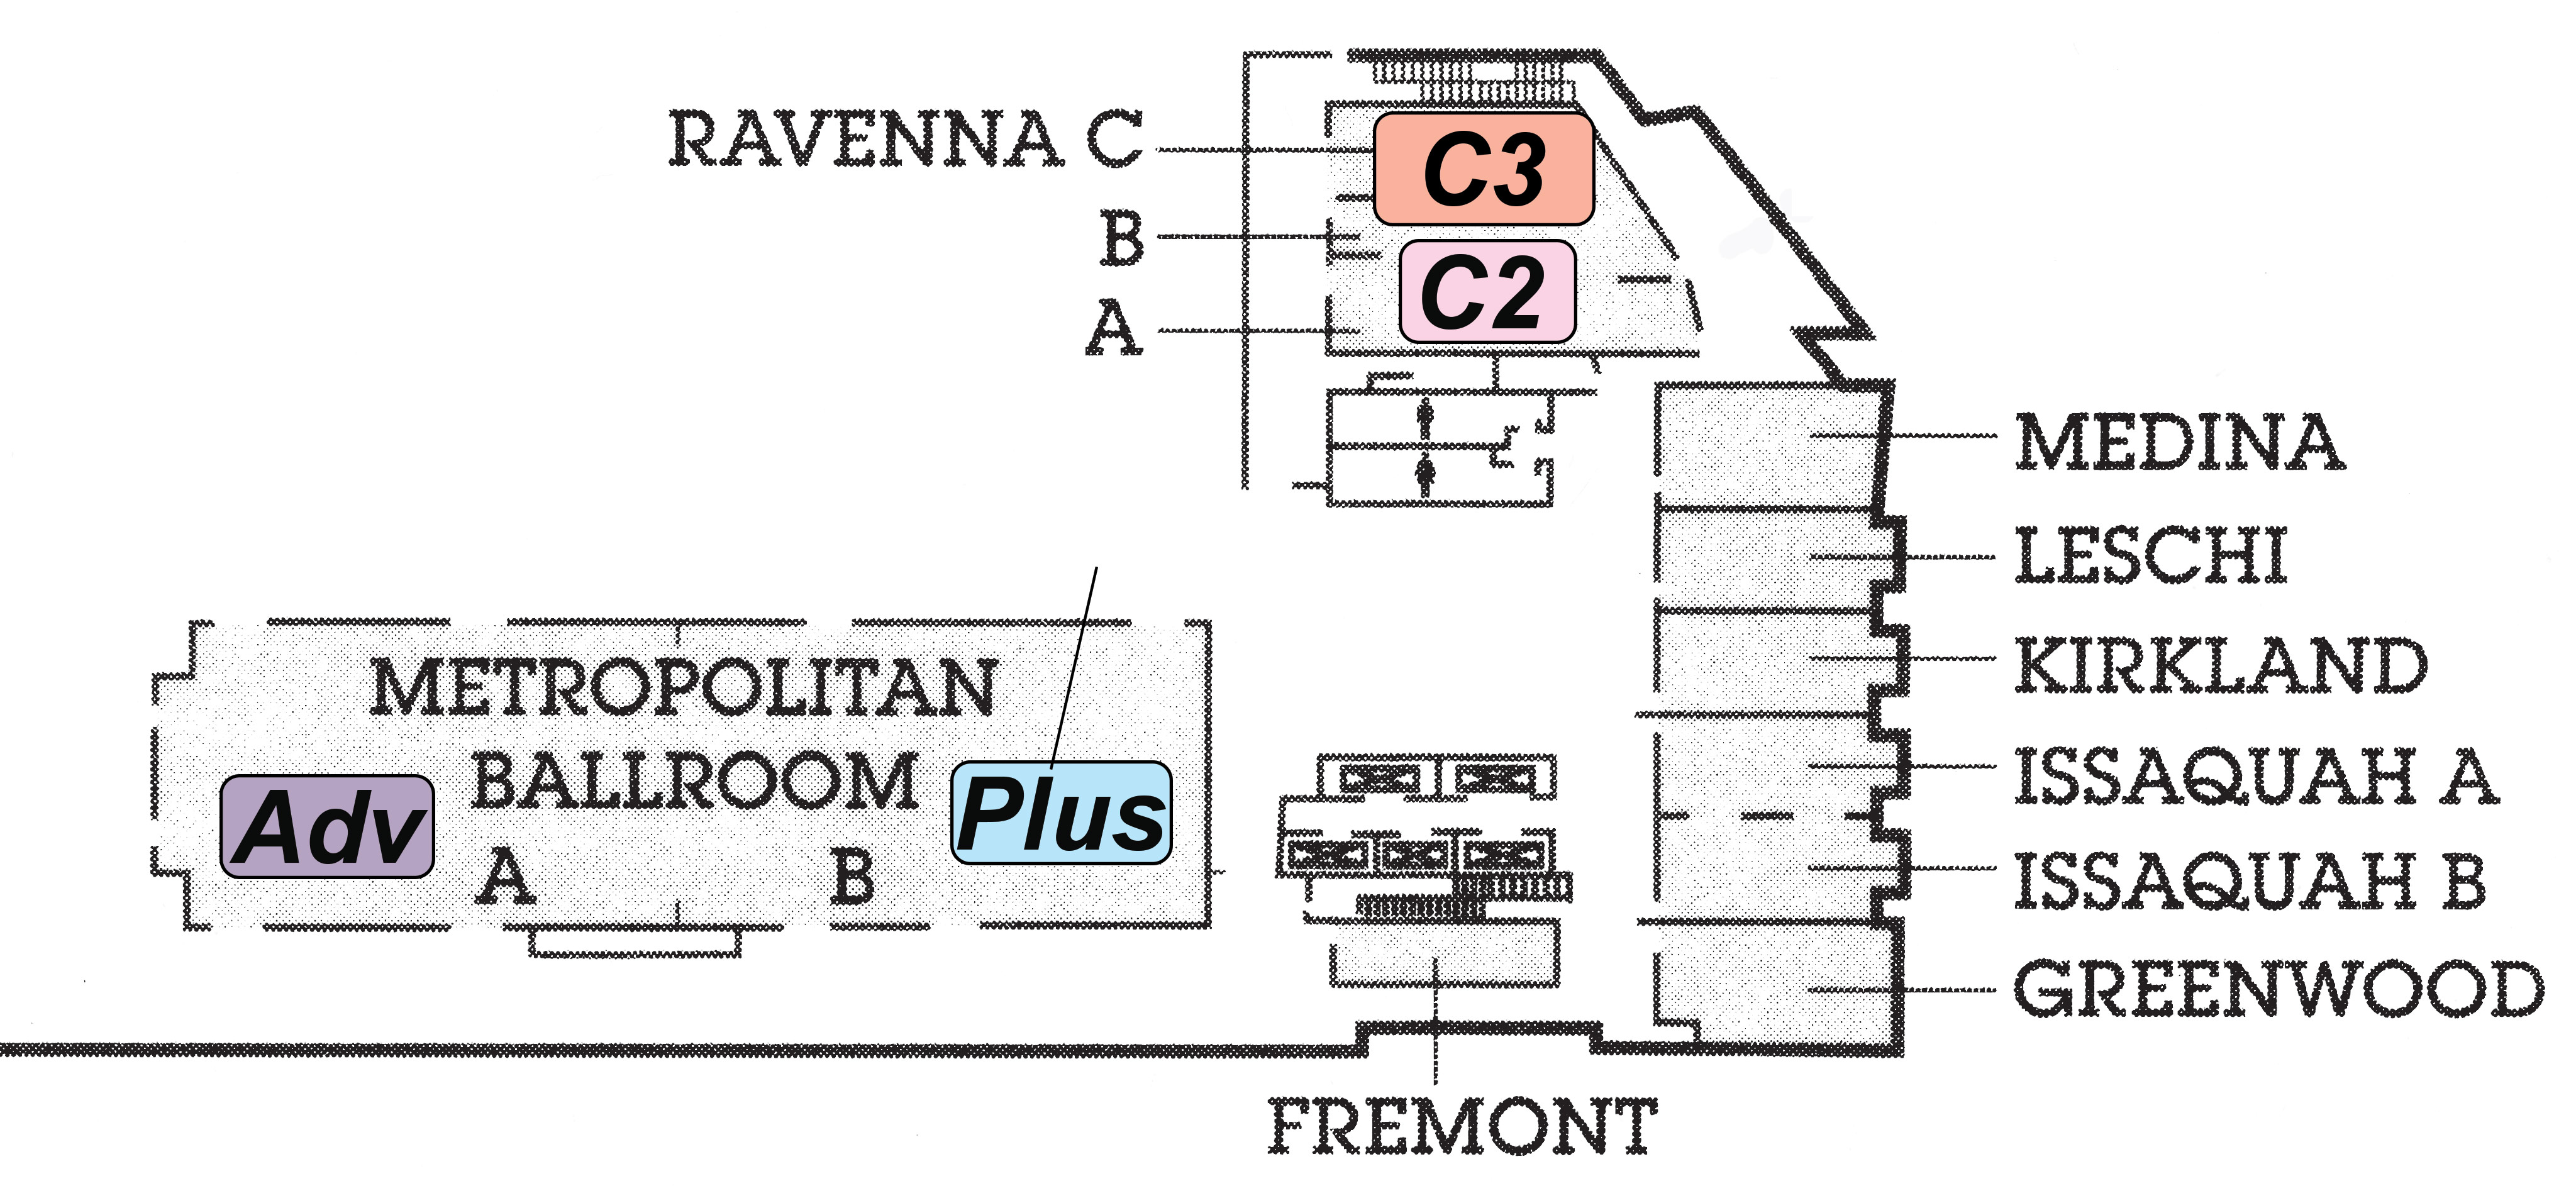 RAVENNA C
B
A
C3
C2
MEDINA
LESCHI
KIRKLAND
ISSAQUAH A
ISSAQUAH B
GREENWOOD
METROPOLITAN
BALLROOM
Adv
Plus
A B
FREMONT